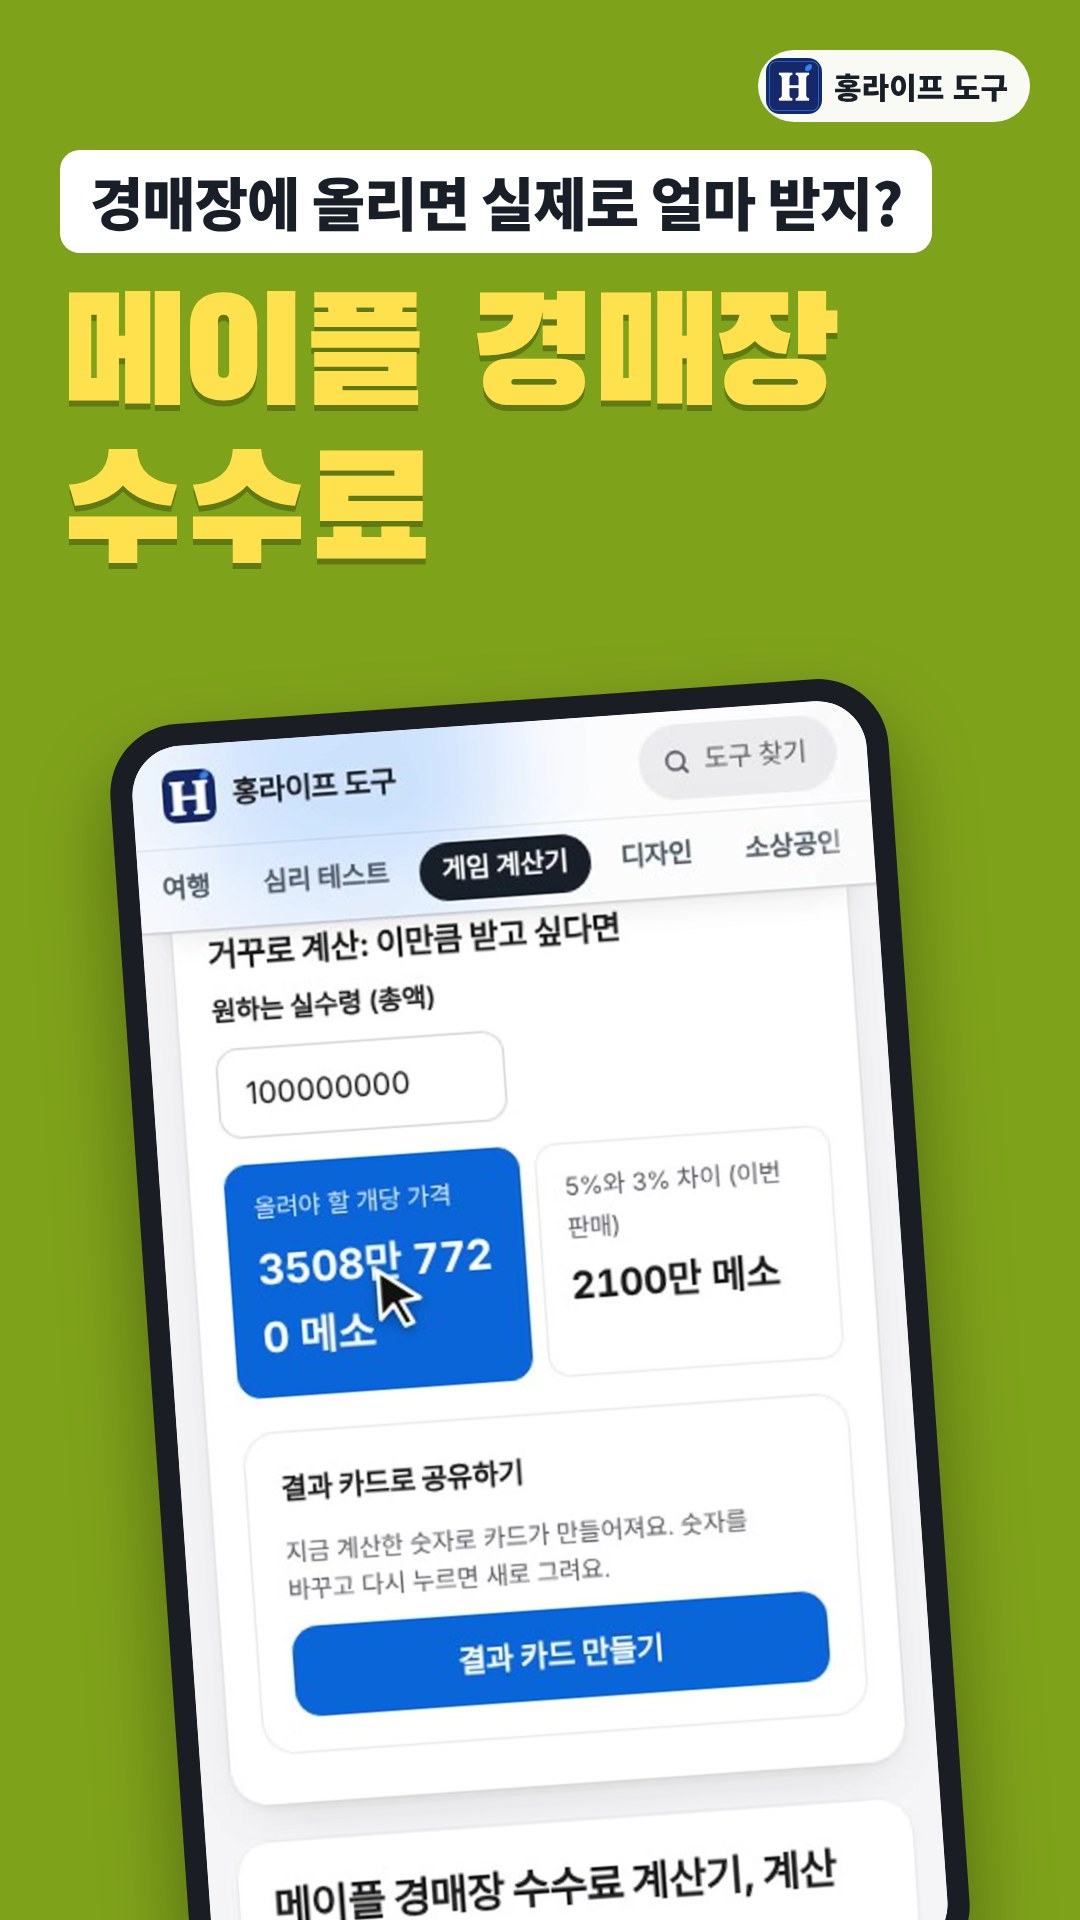 H 홍라이프 도구
경매장에 올리면 실제로 얼마 받지?
메이플 경매장
수수료
H 홍라이프 도구
도구 찾기
여행 심리 테스트 게임 계산기 디자인 소상공인
거꾸로 계산: 이만큼 받고 싶다면
원하는 실수령 (총액)
100000000
올려야 할 개당 가격
3508만 772
0 메소
5%와 3% 차이 (이번
판매)
2100만 메소
결과 카드로 공유하기
지금 계산한 숫자로 카드가 만들어져요. 숫자를
바꾸고 다시 누르면 새로 그려요.
결과 카드 만들기
메이플 경매장 수수료 계산기, 계산